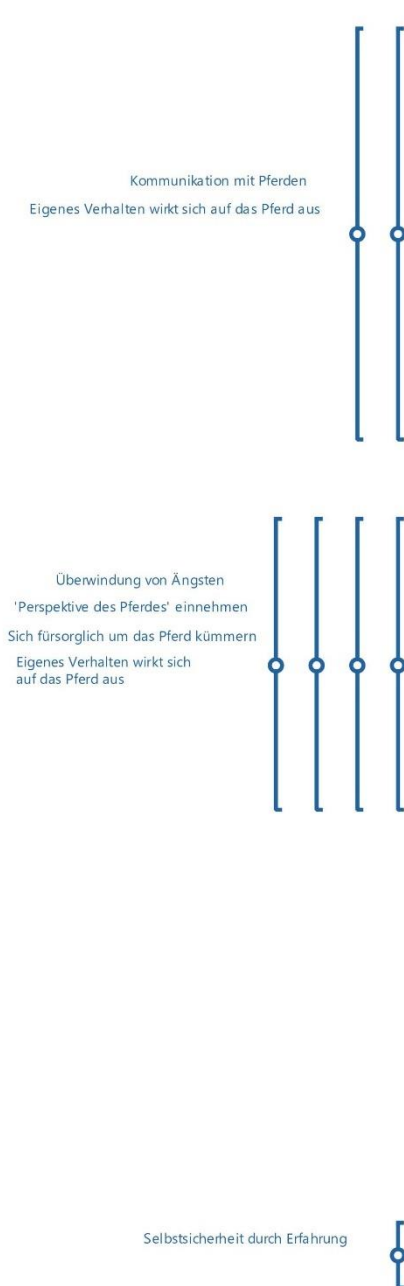 Kommunikation mit Pferden
Eigenes Verhalten wirkt sich auf das Pferd aus
Überwindung von Ängsten
'Perspektive des Pferdes' einnehmen
Sich fürsorglich um das Pferd kümmern
Eigenes Verhalten wirkt sich
auf das Pferd aus
Selbstsicherheit durch Erfahrung